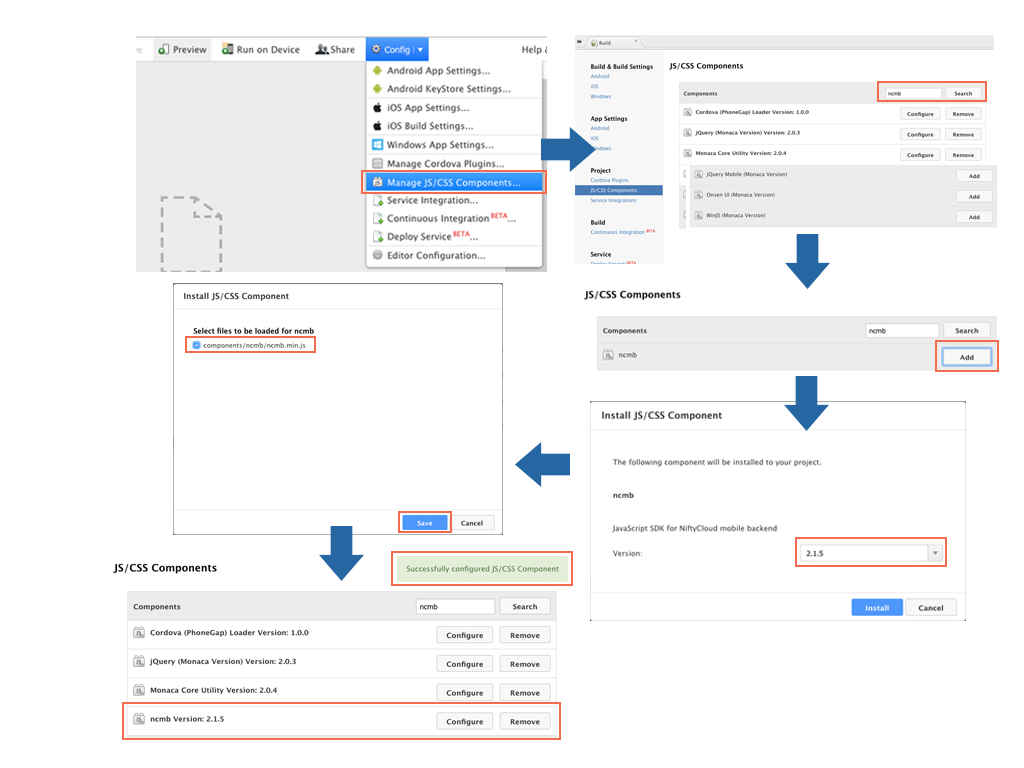 Preview
Run on Device
Share
Config
Help &
Android App Settings...
Android KeyStore Settings...
iOS App Settings...
iOS Build Settings...
Windows App Settings...
Manage Cordova Plugins...
Manage JS/CSS Components...
Service Integration...
Continuous Integration BETA...
Deploy Service BETA...
Editor Configuration...
Build
Build & Build Settings
Android
iOS
Windows
App Settings
Android
iOS
Windows
Project
Cordova Plugins
JS/CSS Components
Service Integrations
Build
Continuous Integration BETA
Service
Deploy Service BETA
JS/CSS Components
Components ncmb Search
Cordova (PhoneGap) Loader Version: 1.0.0 Configure Remove
jQuery (Monaca Version) Version: 2.0.3 Configure Remove
Monaca Core Utility Version: 2.0.4 Configure Remove
jQuery Mobile (Monaca Version) Add
Onsen UI (Monaca Version) Add
WinJS (Monaca Version) Add
JS/CSS Components
Components ncmb Search
ncmb Add
Install JS/CSS Component
The following component will be installed to your project.
ncmb
JavaScript SDK for NiftyCloud mobile backend
Version: 2.1.5
Install Cancel
Install JS/CSS Component
Select files to be loaded for ncmb
components/ncmb/ncmb.min.js
Save Cancel
JS/CSS Components
Successfully configured JS/CSS Component
Components ncmb Search
Cordova (PhoneGap) Loader Version: 1.0.0 Configure Remove
jQuery (Monaca Version) Version: 2.0.3 Configure Remove
Monaca Core Utility Version: 2.0.4 Configure Remove
ncmb Version: 2.1.5 Configure Remove